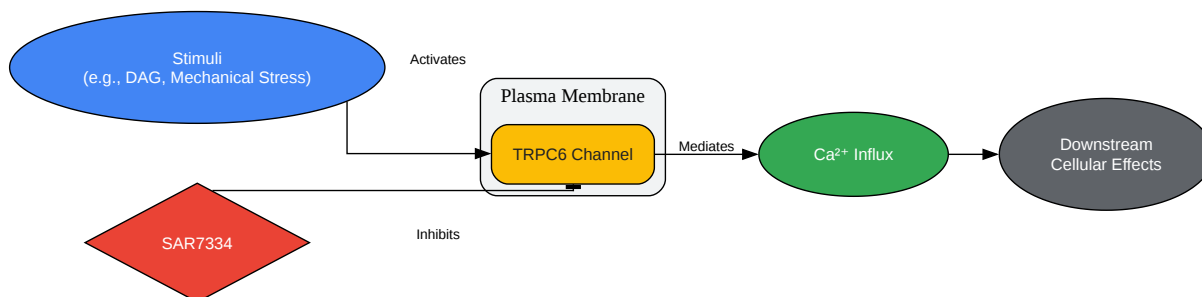 Stimuli
(e.g., DAG, Mechanical Stress)
Activates
Plasma Membrane
TRPC6 Channel
Mediates
Ca²⁺ Influx
Downstream
Cellular Effects
SAR7334
Inhibits